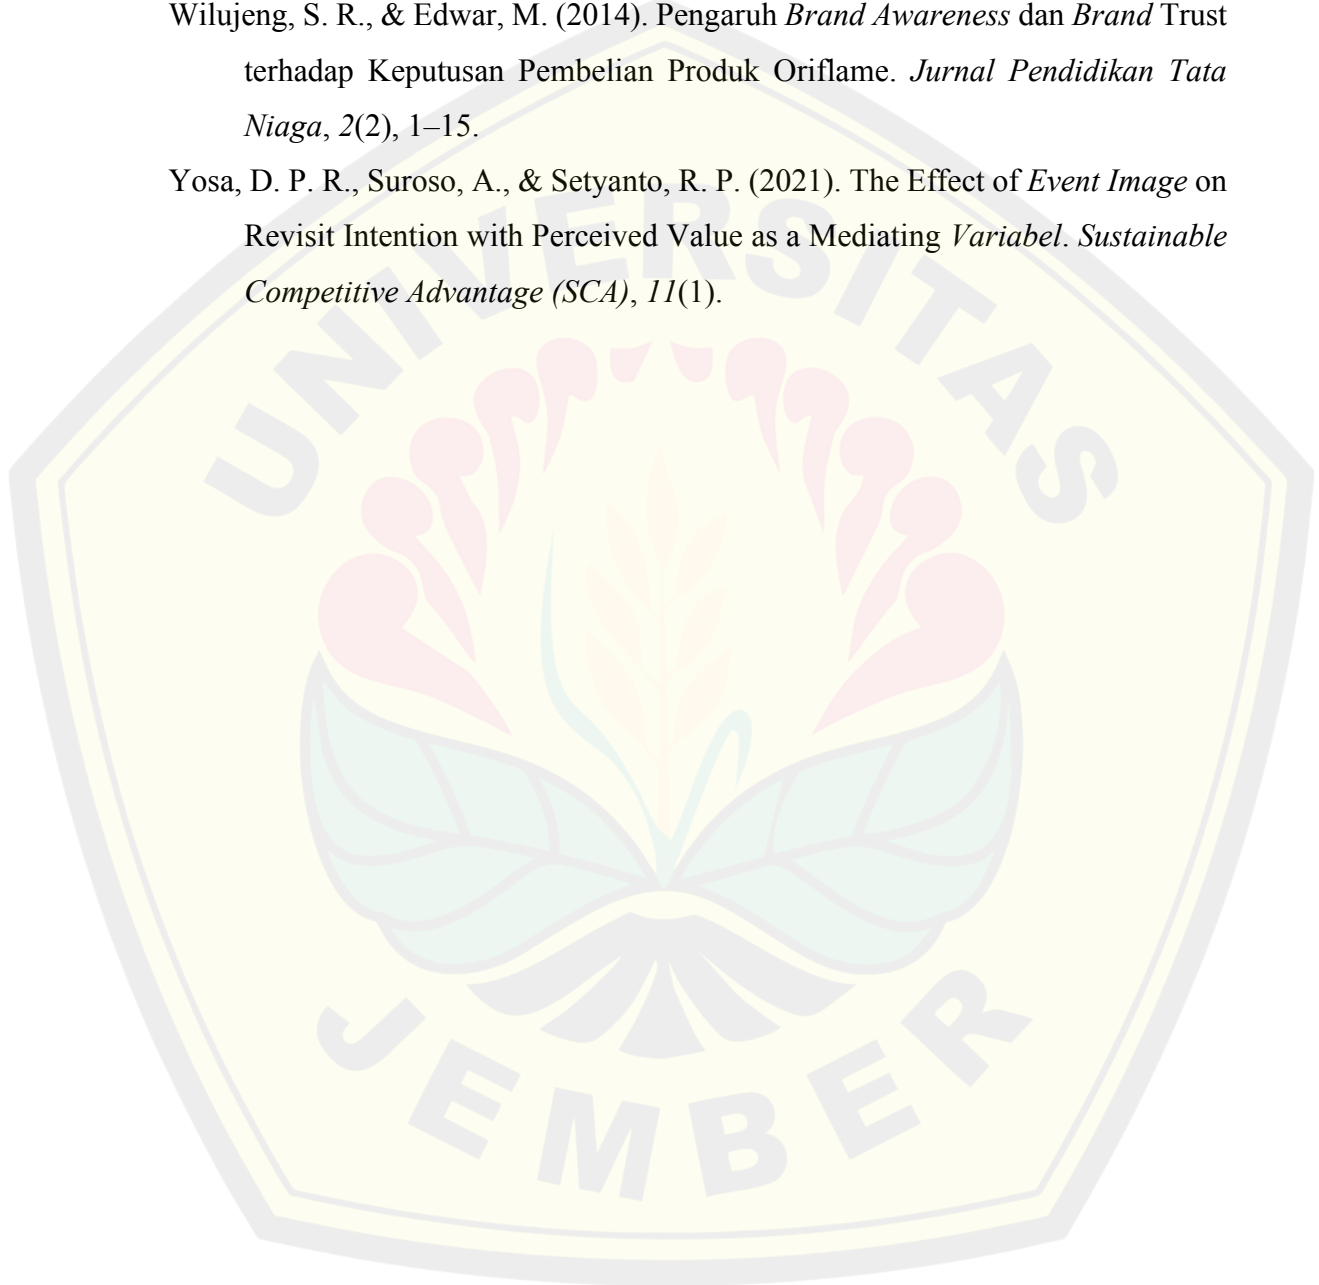 Wilujeng, S. R., & Edwar, M. (2014). Pengaruh Brand Awareness dan Brand Trust
terhadap Keputusan Pembelian Produk Oriflame. Jurnal Pendidikan Tata
Niaga, 2(2), 1–15.
Yosa, D. P. R., Suroso, A., & Setyanto, R. P. (2021). The Effect of Event Image on
Revisit Intention with Perceived Value as a Mediating Variabel. Sustainable
Competitive Advantage (SCA), 11(1).
UNIVERSITAS
JEMBER